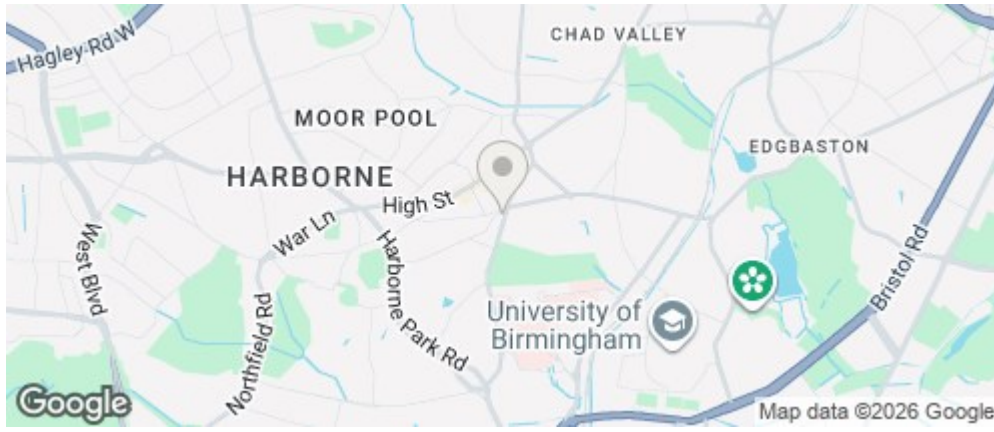 Hagley Rd W
CHAD VALLEY
MOOR POOL
EDGBASTON
HARBORNE
High St
War Ln
West Blvd
Harborne Park Rd
Bristol Rd
University of
Birmingham
Northfield Rd
Google
Map data ©2026 Google